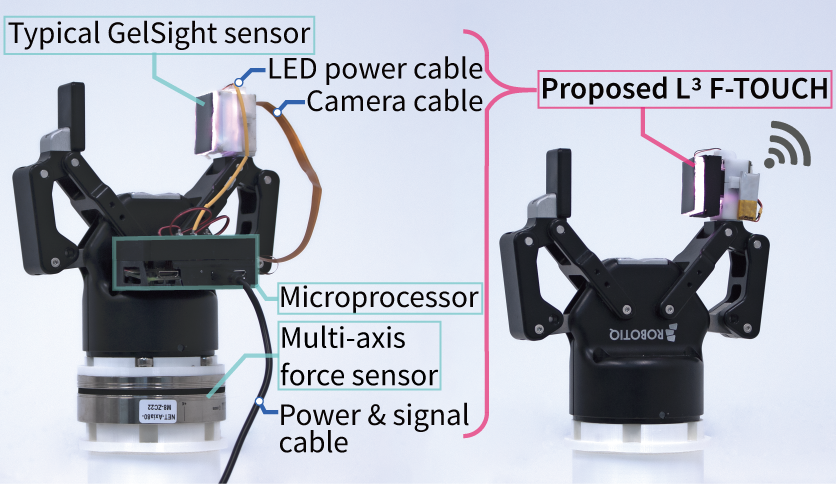 Typical GelSight sensor
LED power cable
Camera cable
Proposed L³ F-TOUCH
Microprocessor
Multi-axis
force sensor
Power & signal
cable
NET-Axia80-
M8-ZC22
ROBOTIQ